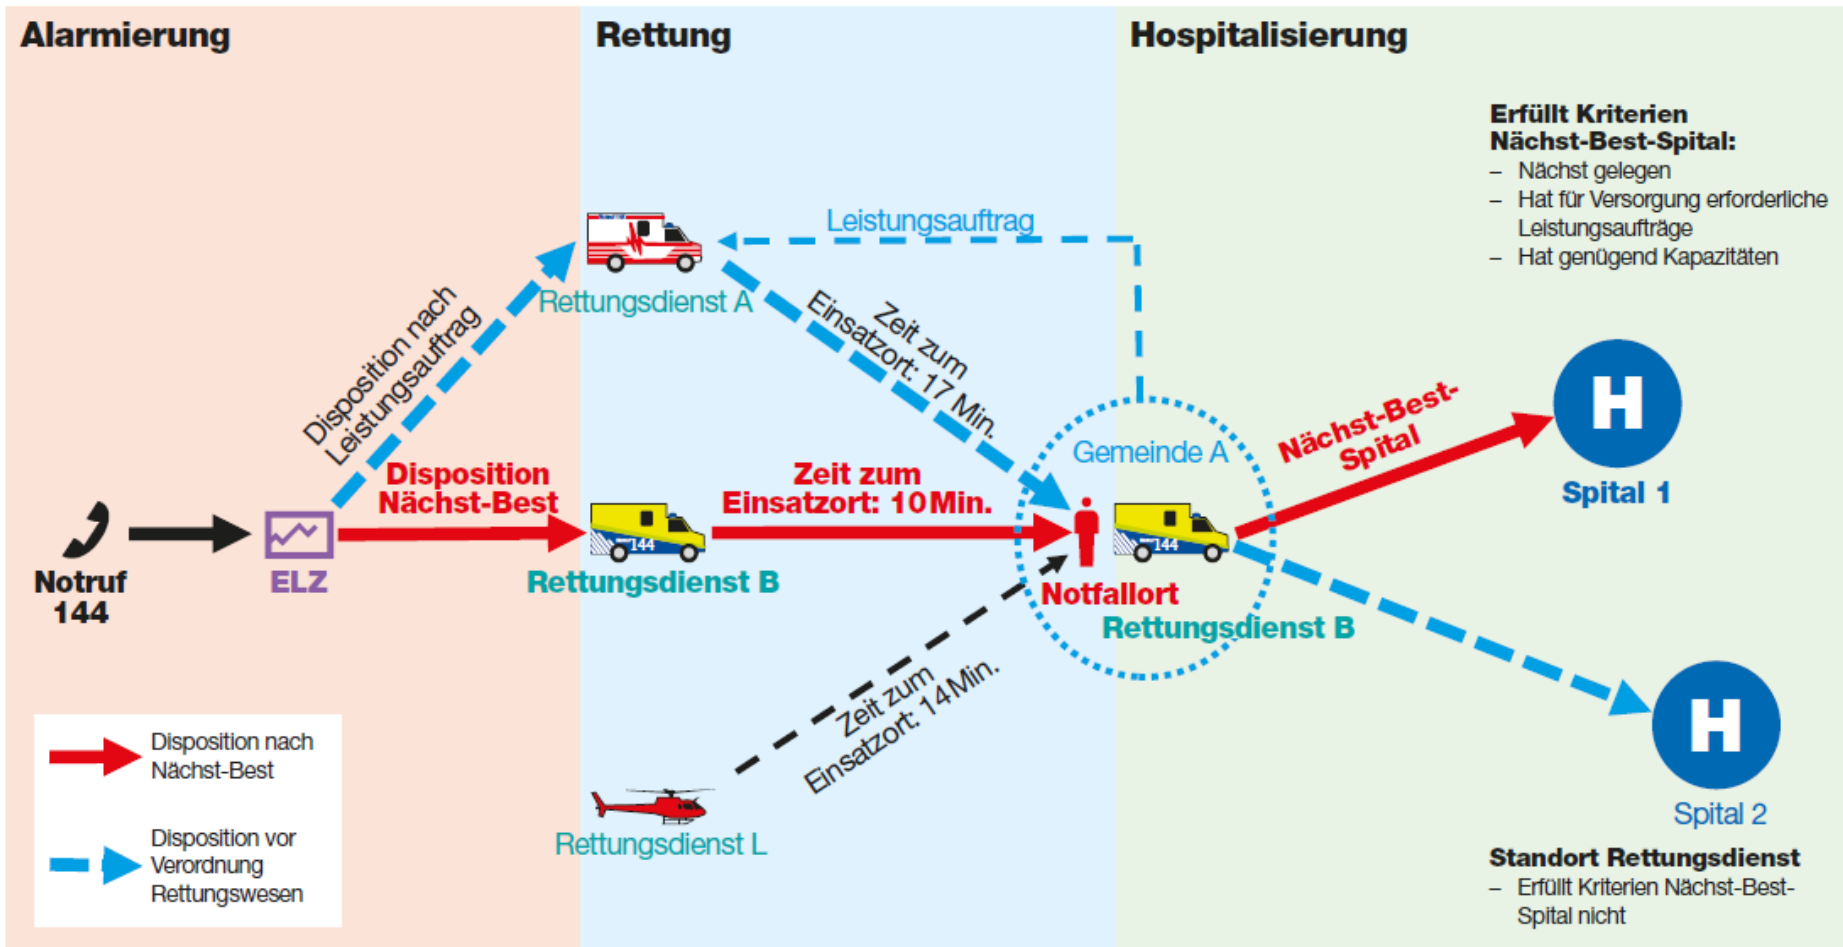 Alarmierung
Rettung
Hospitalisierung
Erfüllt Kriterien
Nächst-Best-Spital:
– Nächst gelegen
– Hat für Versorgung erforderliche
Leistungsaufträge
– Hat genügend Kapazitäten
Leistungsauftrag
Rettungsdienst A
Disposition nach
Leistungsauftrag
Zeit zum
Einsatzort: 17 Min.
Disposition
Nächst-Best
Zeit zum
Einsatzort: 10 Min.
Gemeinde A
Nächst-Best-
Spital
H
Spital 1
144
144
Notruf
144
ELZ
Rettungsdienst B
Notfallort
Rettungsdienst B
Zeit zum
Einsatzort: 14 Min.
Rettungsdienst L
H
Spital 2
Standort Rettungsdienst
– Erfüllt Kriterien Nächst-Best-
Spital nicht
Disposition nach
Nächst-Best
Disposition vor
Verordnung
Rettungswesen